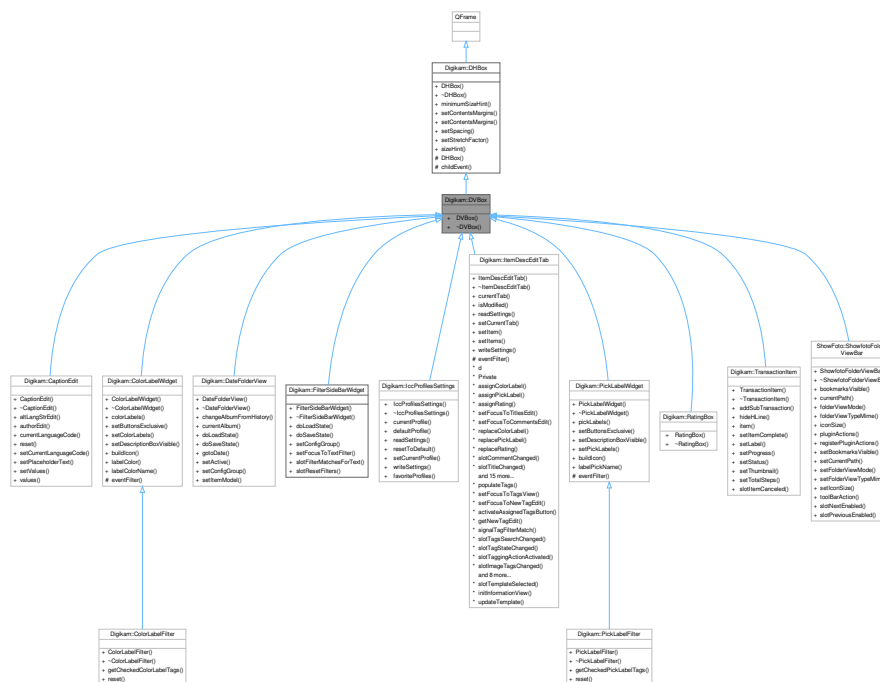 QFrame
Digikam::DHBox
+ DHBox()
+ ~DHBox()
+ minimumSizeHint()
+ setContentsMargins()
+ setContentsMargins()
+ setSpacing()
+ setStretchFactor()
+ sizeHint()
# DHBox()
# childEvent()
Digikam::DVBox
+ DVBox()
+ ~DVBox()
Digikam::CaptionEdit
+ CaptionEdit()
+ ~CaptionEdit()
+ altLangStrEdit()
+ authorEdit()
+ currentLanguageCode()
+ reset()
+ setCurrentLanguageCode()
+ setPlaceholderText()
+ setValues()
+ values()
Digikam::ColorLabelWidget
+ ColorLabelWidget()
+ ~ColorLabelWidget()
+ colorLabels()
+ setButtonsExclusive()
+ setColorLabels()
+ setDescriptionBoxVisible()
+ buildIcon()
+ labelColor()
+ labelColorName()
# eventFilter()
Digikam::DateFolderView
+ DateFolderView()
+ ~DateFolderView()
+ changeAlbumFromHistory()
+ currentAlbum()
+ doLoadState()
+ doSaveState()
+ gotoDate()
+ setActive()
+ setConfigGroup()
+ setItemModel()
Digikam::FilterSideBarWidget
+ FilterSideBarWidget()
+ ~FilterSideBarWidget()
+ doLoadState()
+ doSaveState()
+ setConfigGroup()
+ setFocusToTextFilter()
+ slotFilterMatchesForText()
+ slotResetFilters()
Digikam::IccProfilesSettings
+ IccProfilesSettings()
+ ~IccProfilesSettings()
+ currentProfile()
+ defaultProfile()
+ readSettings()
+ resetToDefault()
+ setCurrentProfile()
+ writeSettings()
+ favoriteProfiles()
Digikam::ItemDescEditTab
+ ItemDescEditTab()
+ ~ItemDescEditTab()
+ currentTab()
+ isModified()
+ readSettings()
+ setCurrentTab()
+ setItem()
+ setItems()
+ writeSettings()
# eventFilter()
* d
* Private
* assignColorLabel()
* assignPickLabel()
* assignRating()
* setFocusToTitlesEdit()
* setFocusToCommentsEdit()
* replaceColorLabel()
* replacePickLabel()
* replaceRating()
* slotCommentChanged()
* slotTitleChanged()
and 15 more...
* populateTags()
* setFocusToTagsView()
* setFocusToNewTagEdit()
* activateAssignedTagsButton()
* getNewTagEdit()
* signalTagFilterMatch()
* slotTagsSearchChanged()
* slotTagStateChanged()
* slotTaggingActionActivated()
* slotImageTagsChanged()
and 8 more...
* slotTemplateSelected()
* initInformationView()
* updateTemplate()
Digikam::PickLabelWidget
+ PickLabelWidget()
+ ~PickLabelWidget()
+ pickLabels()
+ setButtonsExclusive()
+ setDescriptionBoxVisible()
+ setPickLabels()
+ buildIcon()
+ labelPickName()
# eventFilter()
Digikam::RatingBox
+ RatingBox()
+ ~RatingBox()
Digikam::TransactionItem
+ TransactionItem()
+ ~TransactionItem()
+ addSubTransaction()
+ hideHLine()
+ item()
+ setItemComplete()
+ setLabel()
+ setProgress()
+ setStatus()
+ setThumbnail()
+ setTotalSteps()
+ slotItemCanceled()
ShowFoto::ShowfotoFold
ViewBar
+ ShowfotoFolderViewBa
+ ~ShowfotoFolderViewB
+ bookmarksVisible()
+ currentPath()
+ folderViewMode()
+ folderViewTypeMime()
+ iconSize()
+ pluginActions()
+ registerPluginActions()
+ setBookmarksVisible()
+ setCurrentPath()
+ setFolderViewMode()
+ setFolderViewTypeMim
+ setIconSize()
+ toolBarAction()
+ slotNextEnabled()
+ slotPreviousEnabled()
Digikam::ColorLabelFilter
+ ColorLabelFilter()
+ ~ColorLabelFilter()
+ getCheckedColorLabelTags()
+ reset()
Digikam::PickLabelFilter
+ PickLabelFilter()
+ ~PickLabelFilter()
+ getCheckedPickLabelTags()
+ reset()